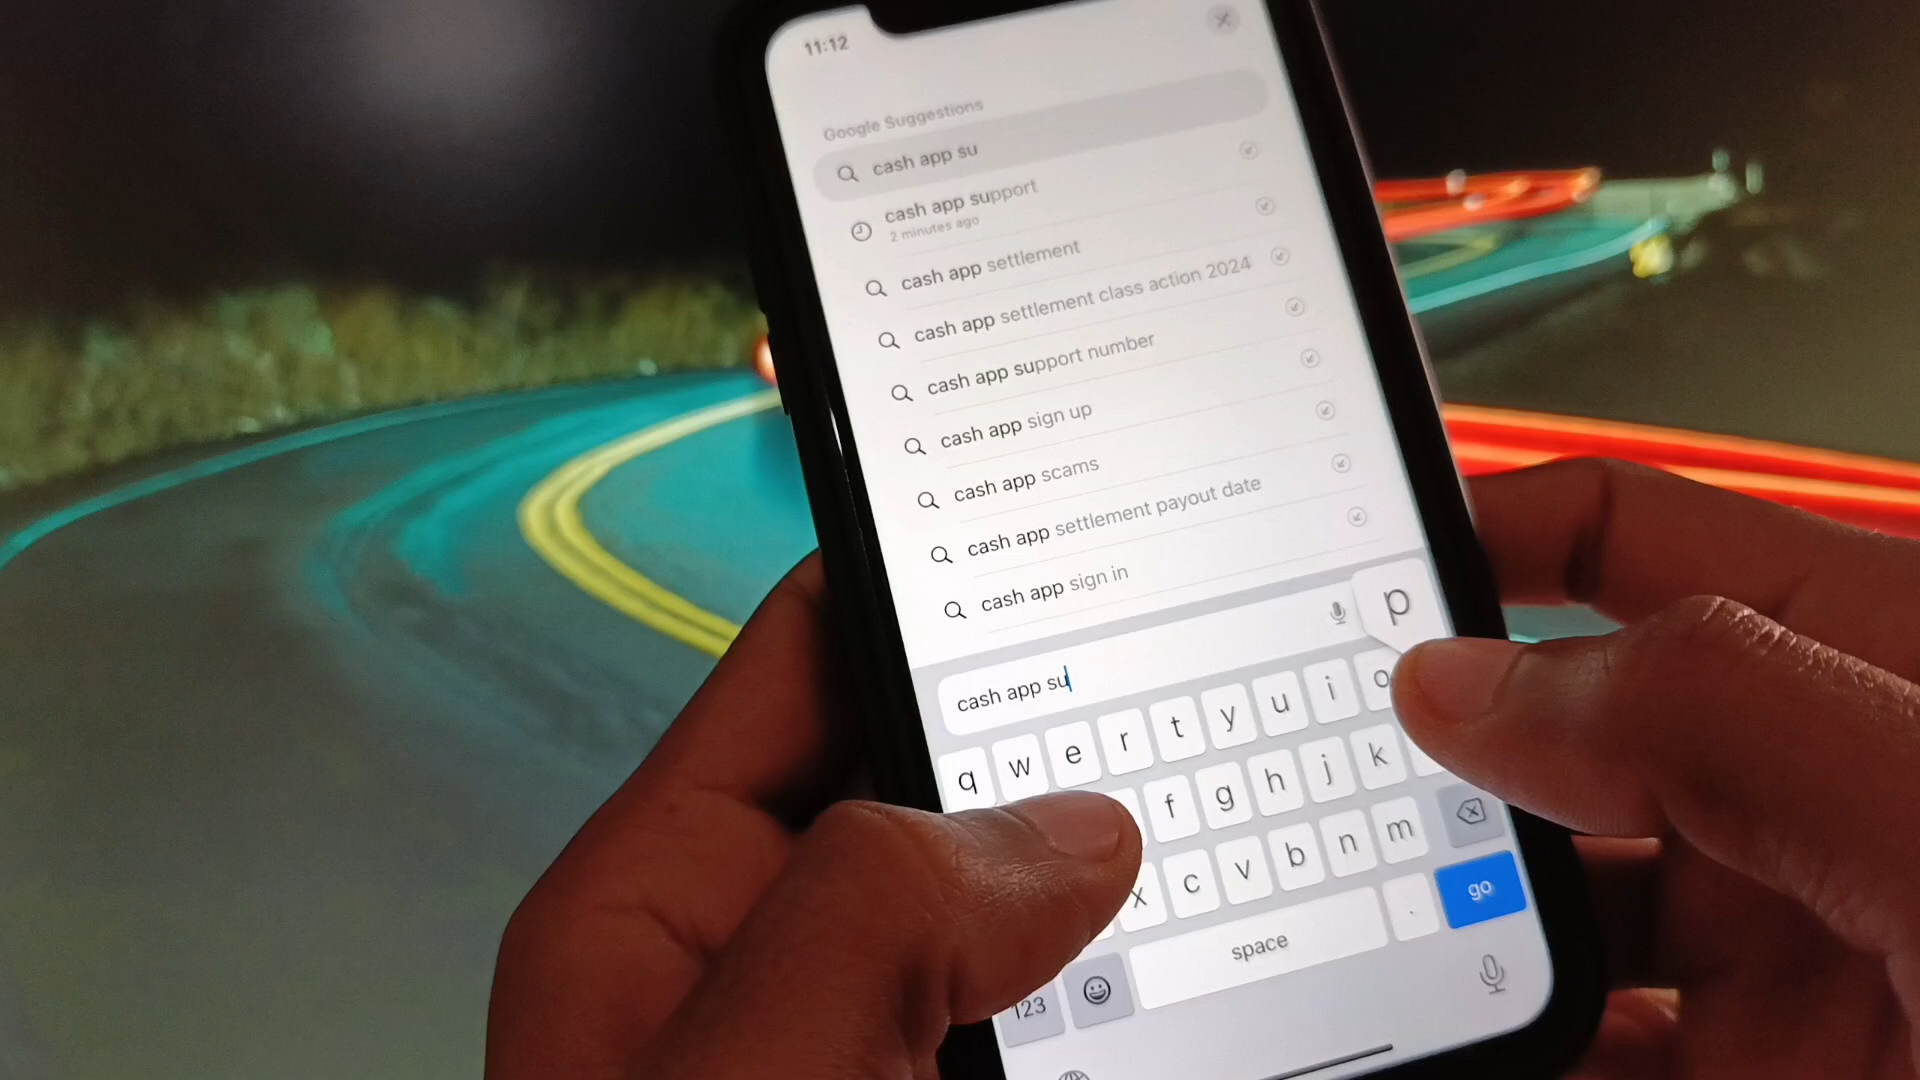 11:12
Google Suggestions
cash app su
cash app support
2 minutes ago
cash app settlement
cash app settlement class action 2024
cash app support number
cash app sign up
cash app scams
cash app settlement payout date
cash app sign in
cash app su
p
q w e r t y u i o
f g h j k
x c v b n m
123 space . go